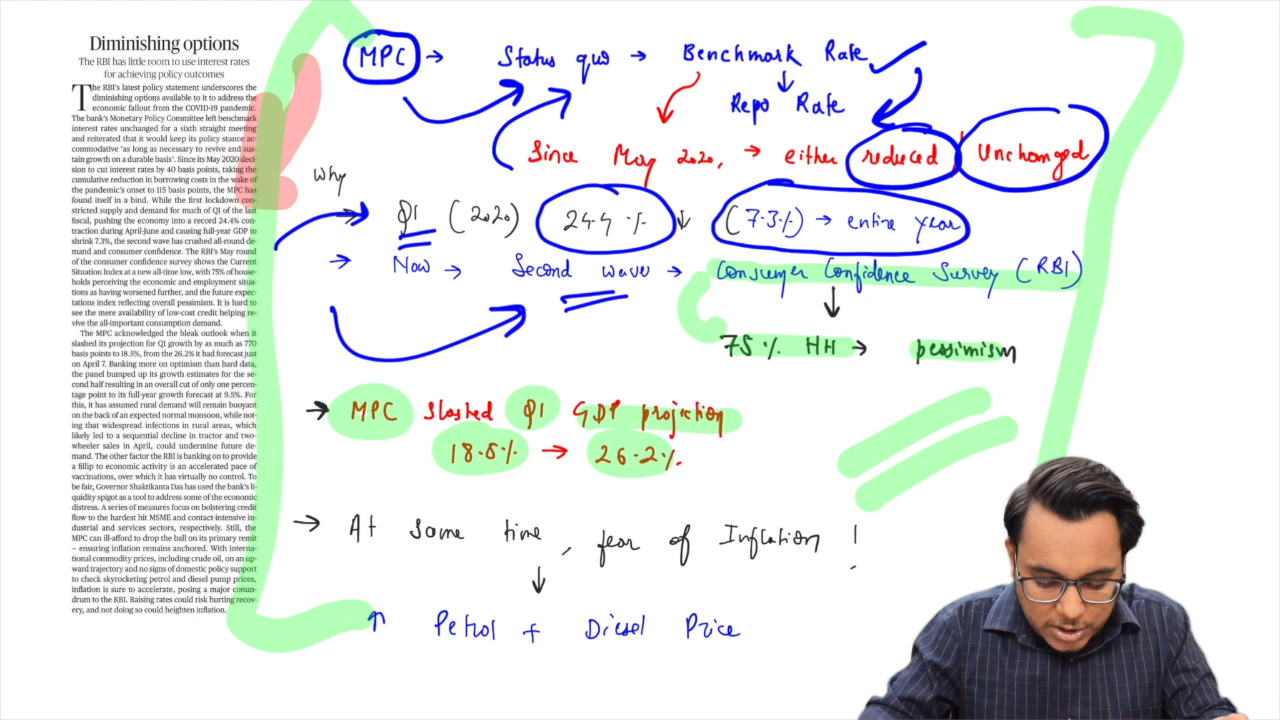 Diminishing options
The RBI has little room to use interest rates
for achieving policy outcomes
The RBI's latest policy statement underscores the
diminishing options available to it to address the
economic fallout from the COVID-19 pandemic.
The bank's Monetary Policy Committee left benchmark
interest rates unchanged for a sixth straight meeting
and reiterated that it would keep its policy stance ac-
commodative 'as long as necessary to revive and sus-
tain growth on a durable basis'. Since its May 2020 deci-
sion to cut interest rates by 40 basis points, taking the
cumulative reduction in borrowing costs in the wake of
the pandemic's onset to 115 basis points, the MPC has
found itself in a bind. While the first lockdown con-
stricted supply and demand for much of Q1 of the last
fiscal, pushing the economy into a record 24.4% con-
traction during April-June and causing full-year GDP to
shrink 7.3%, the second wave has crushed all-round de-
mand and consumer confidence. The RBI's May round
of the consumer confidence survey shows the Current
Situation Index at a new all-time low, with 75% of house-
holds perceiving the economic and employment situa-
tions as having worsened further, and the future expec-
tations index reflecting overall pessimism. It is hard to
see the mere availability of low-cost credit helping re-
vive the all-important consumption demand.
The MPC acknowledged the bleak outlook when it
slashed its projection for Q1 growth by as much as 770
basis points to 18.5%, from the 26.2% it had forecast just
on April 7. Banking more on optimism than hard data,
the panel bumped up its growth estimates for the se-
cond half resulting in an overall cut of only one percen-
tage point to its full-year growth forecast at 9.5%. For
this, it has assumed rural demand will remain buoyant
on the back of an expected normal monsoon, while not-
ing that widespread infections in rural areas, which
likely led to a sequential decline in tractor and two-
wheeler sales in April, could undermine future de-
mand. The other factor the RBI is banking on to provide
a fillip to economic activity is an accelerated pace of
vaccinations, over which it has virtually no control. To
be fair, Governor Shaktikanta Das has used the bank's li-
quidity spigot as a tool to address some of the economic
distress. A series of measures focus on bolstering credit
flow to the hardest hit MSME and contact-intensive in-
dustrial and services sectors, respectively. Still, the
MPC can ill-afford to drop the ball on its primary remit
– ensuring inflation remains anchored. With interna-
tional commodity prices, including crude oil, on an up-
ward trajectory and no signs of domestic policy support
to check skyrocketing petrol and diesel pump prices,
inflation is sure to accelerate, posing a major conun-
drum to the RBI. Raising rates could risk hurting recov-
ery, and not doing so could heighten inflation.
MPC → Status quo → Benchmark Rate
Repo Rate
Since May 2020, → either reduced Unchanged
Why
→ Q1 (2020) 24.4 % ↓ (7.3%) → entire year
→ Now → Second wave → Consumer Confidence Survey (RBI)
75 % HH → pessimism
→ MPC slashed Q1 GDP projection
18.5% → 26.2%
→ At same time, fear of Inflation !
↑ Petrol + Diesel Price